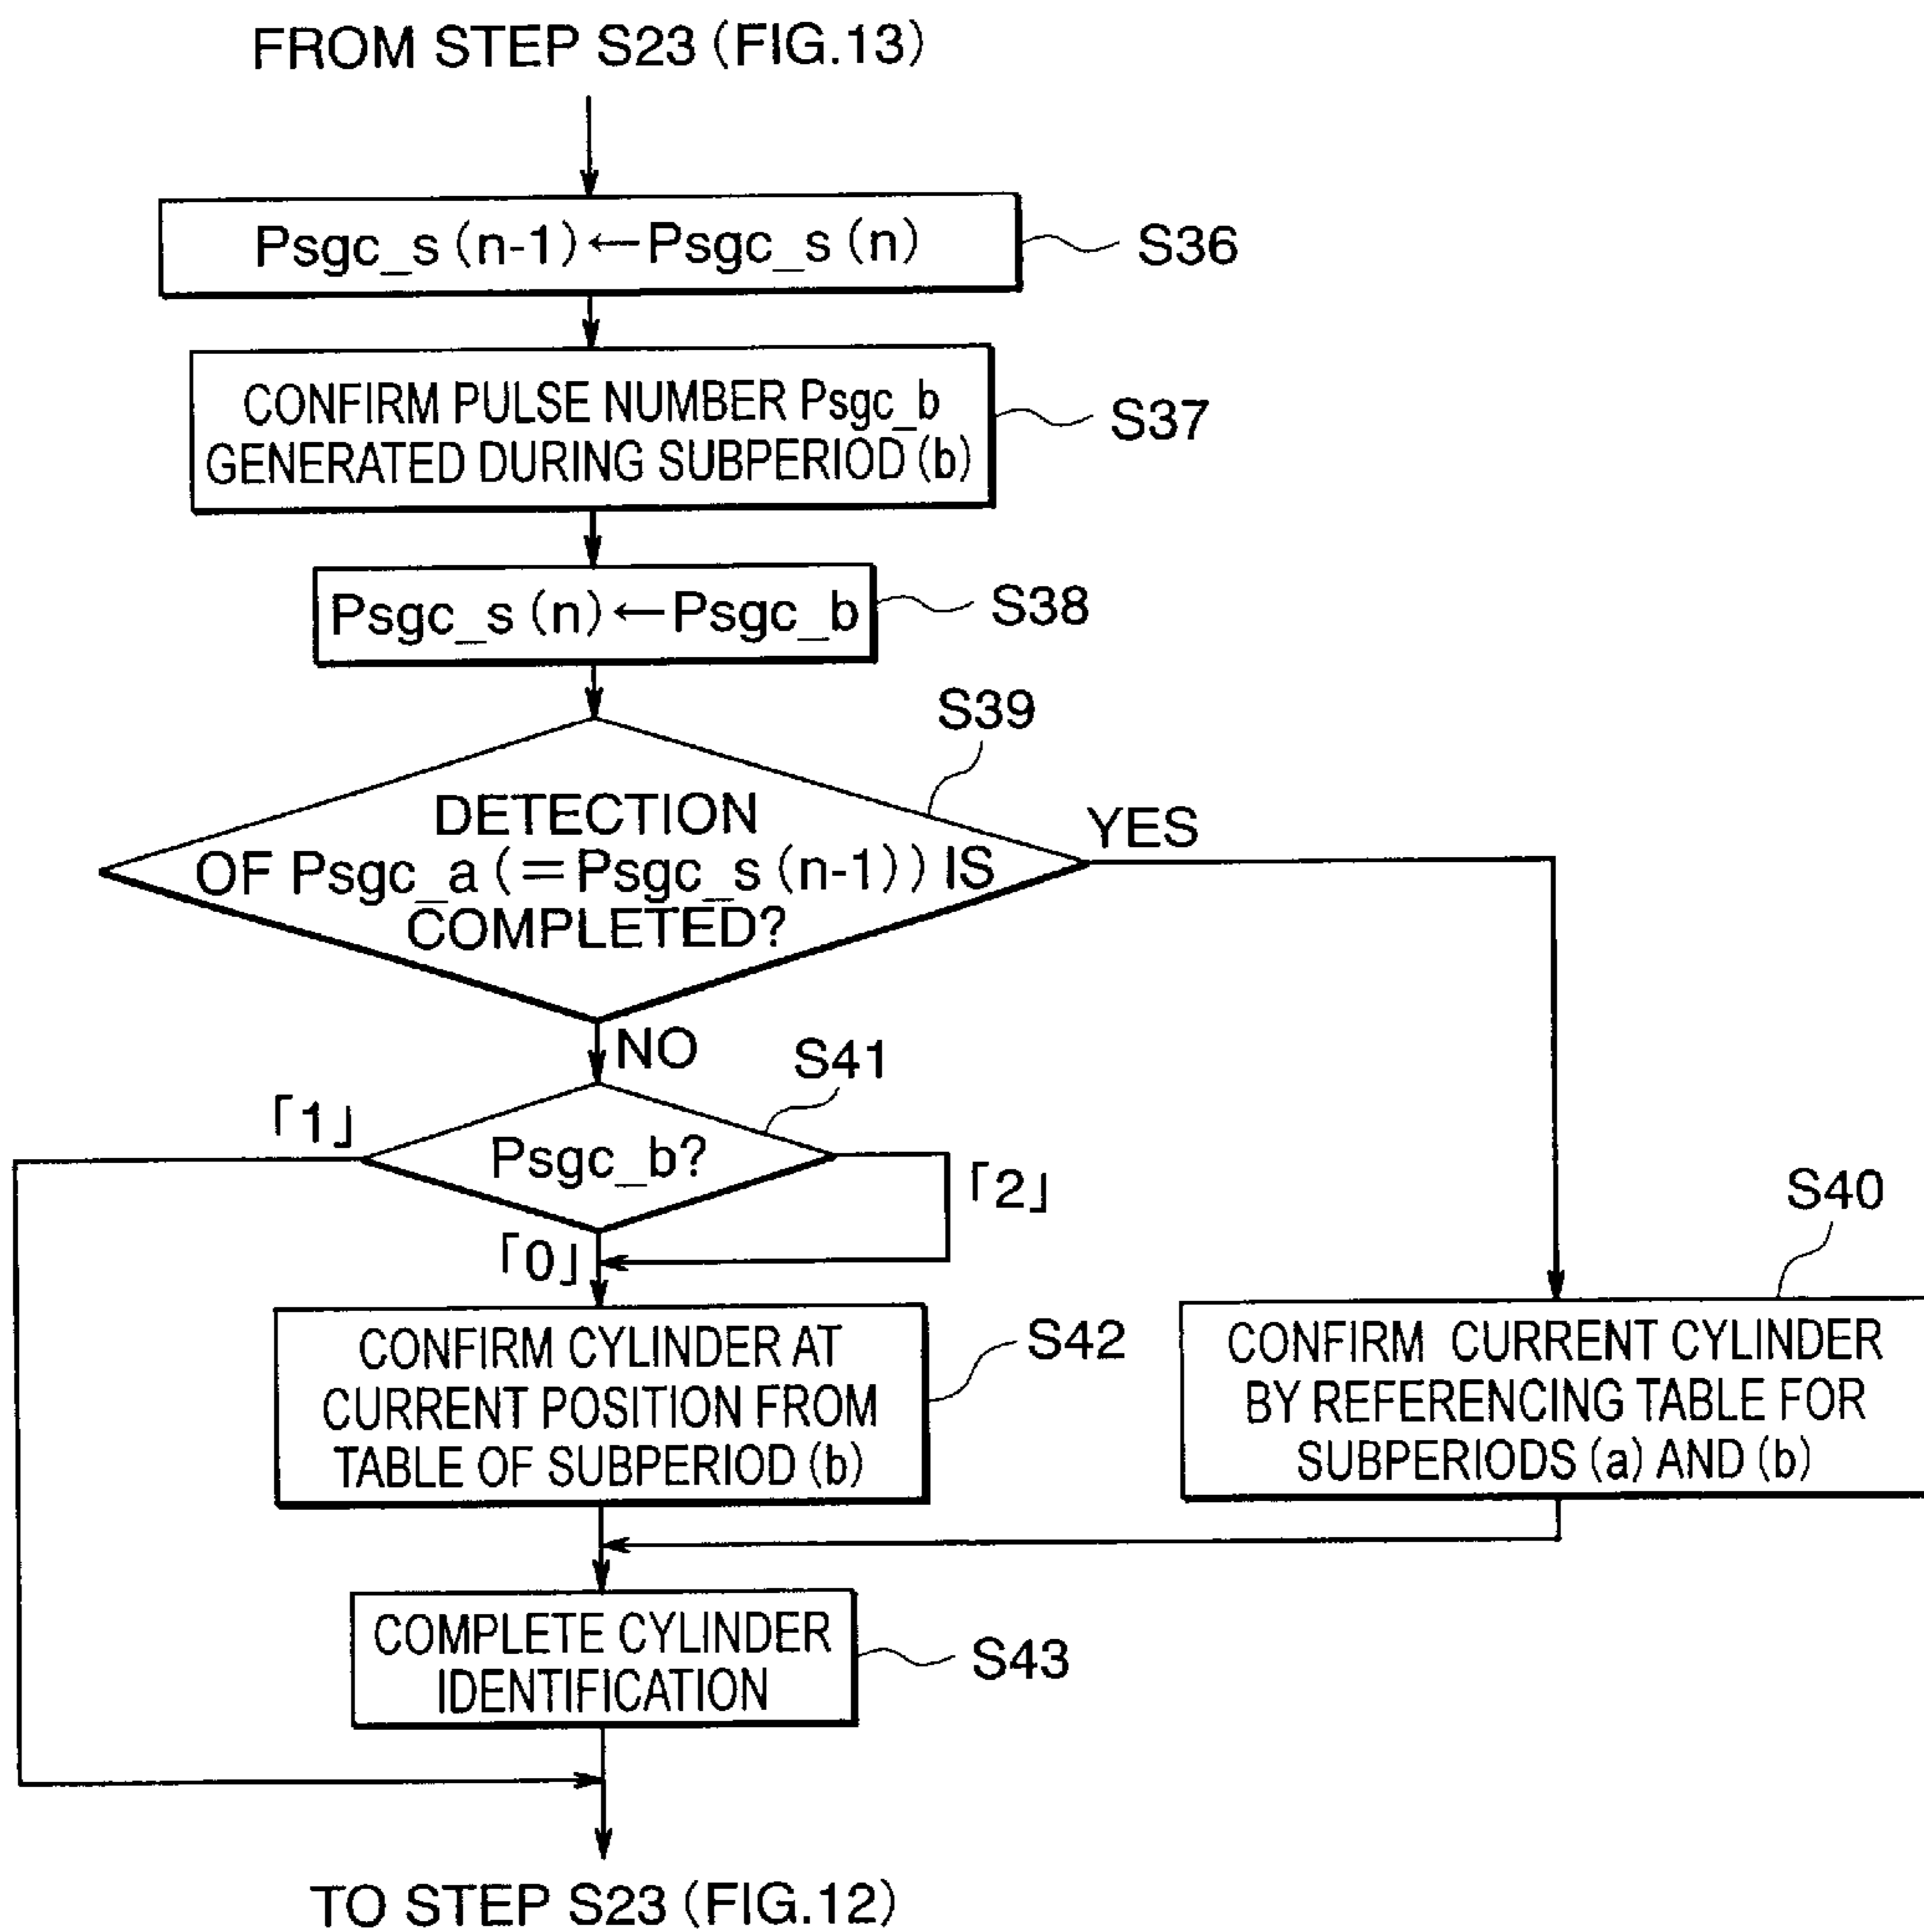 FROM STEP S23 (FIG.13)
Psgc_s (n-1) ← Psgc_s (n)
S36
CONFIRM PULSE NUMBER Psgc_b
GENERATED DURING SUBPERIOD (b)
S37
Psgc_s (n) ← Psgc_b
S38
S39
DETECTION
OF Psgc_a (=Psgc_s (n-1)) IS
COMPLETED?
YES
NO
S41
「1」
Psgc_b?
「2」
「0」
S40
CONFIRM CYLINDER AT
CURRENT POSITION FROM
TABLE OF SUBPERIOD (b)
S42
CONFIRM CURRENT CYLINDER
BY REFERENCING TABLE FOR
SUBPERIODS (a) AND (b)
COMPLETE CYLINDER
IDENTIFICATION
S43
TO STEP S23 (FIG.12)